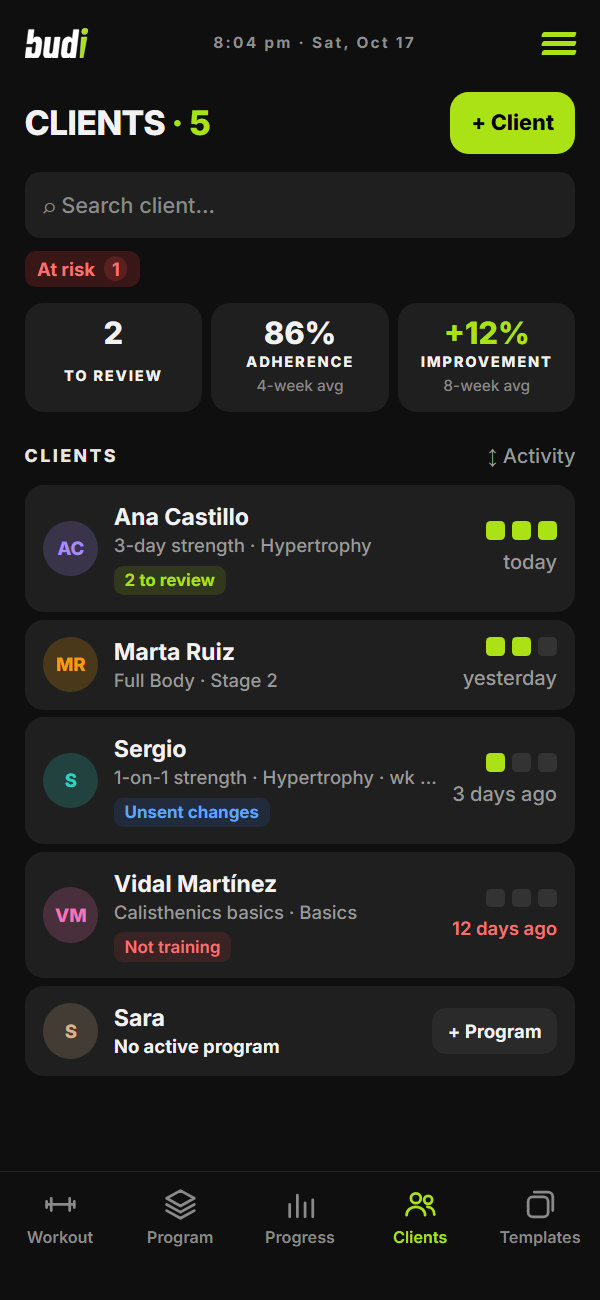 budi
8:04 pm · Sat, Oct 17
CLIENTS · 5
+ Client
⌕ Search client...
At risk 1
2
TO REVIEW
86%
ADHERENCE
4-week avg
+12%
IMPROVEMENT
8-week avg
CLIENTS
↕ Activity
AC
Ana Castillo
3-day strength · Hypertrophy
2 to review
today
MR
Marta Ruiz
Full Body · Stage 2
yesterday
S
Sergio
1-on-1 strength · Hypertrophy · wk ...
Unsent changes
3 days ago
VM
Vidal Martínez
Calisthenics basics · Basics
Not training
12 days ago
S
Sara
No active program
+ Program
Workout
Program
Progress
Clients
Templates